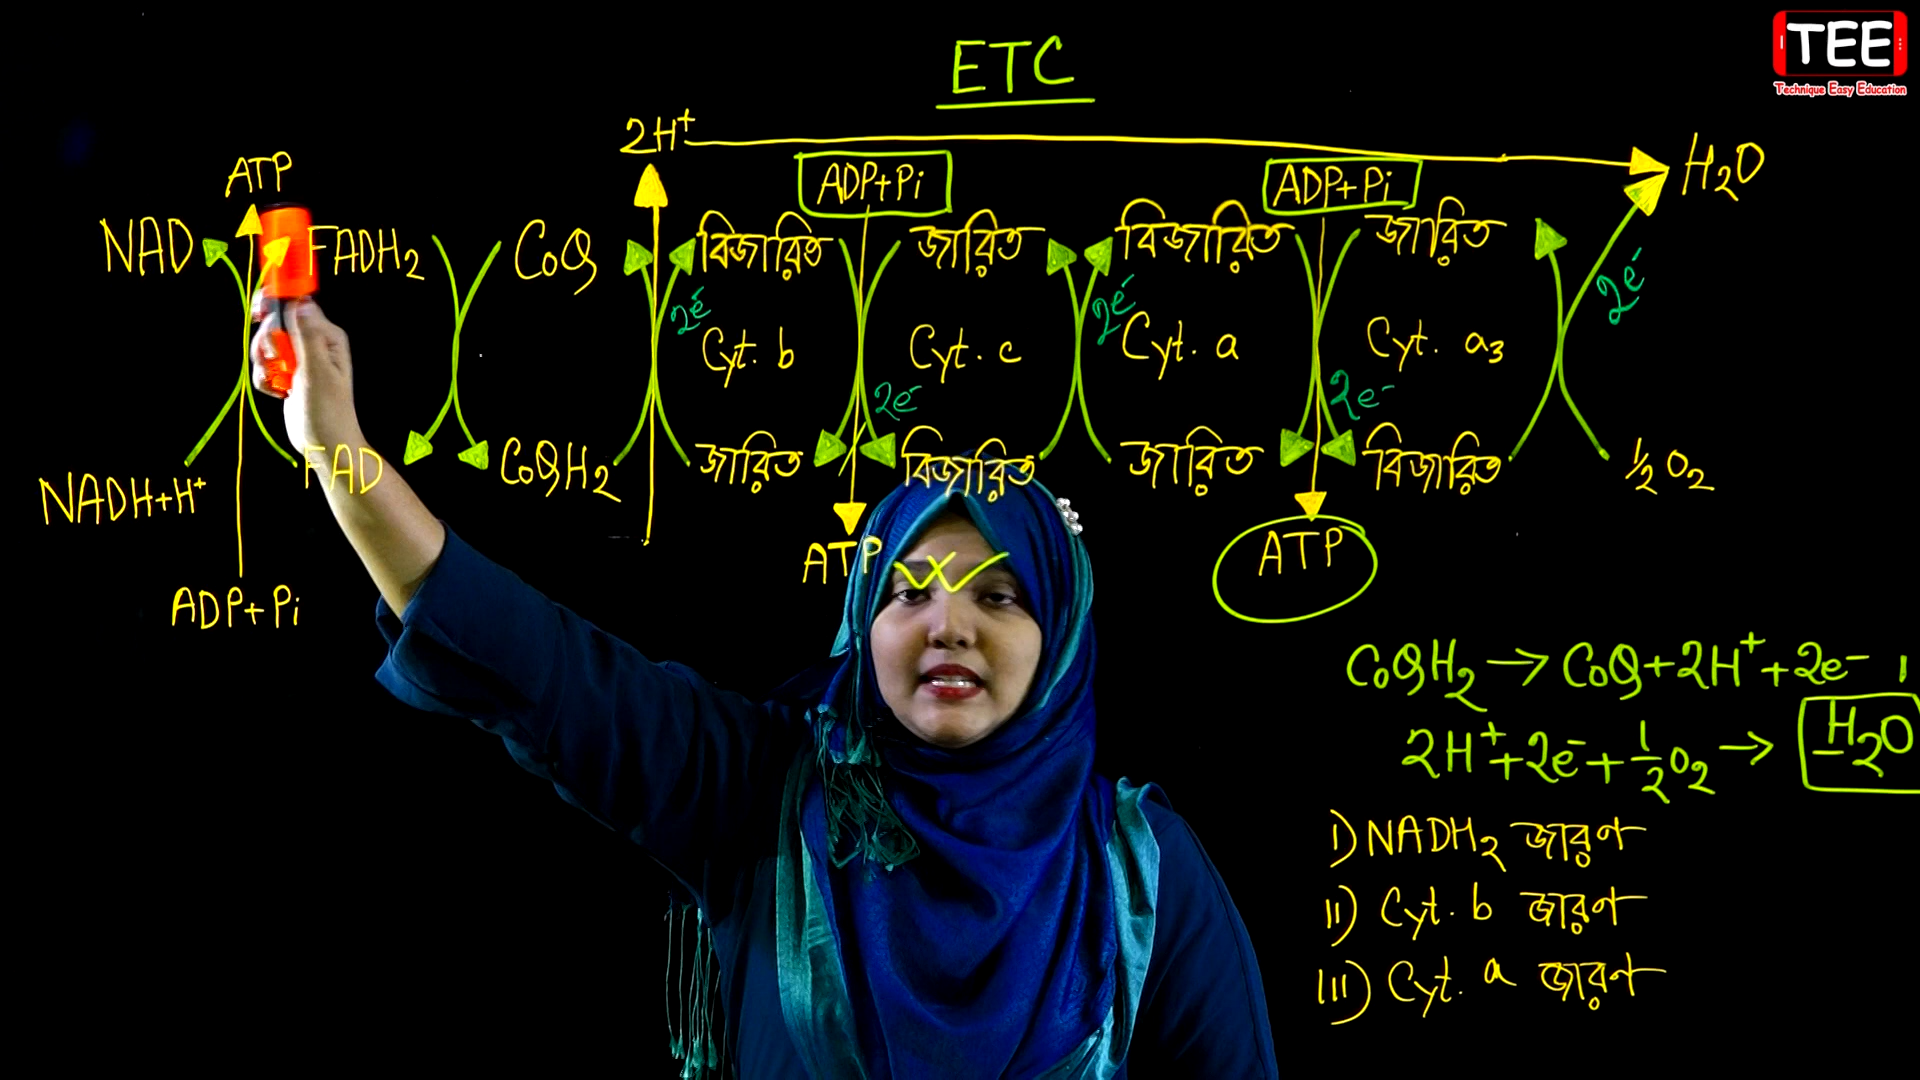 ETC
TEE
Technique Easy Education
2H⁺
H₂O
ATP
ADP+Pi
ADP+Pi
NAD
FADH₂
CoQ
বিজারিত
জারিত
বিজারিত
জারিত
2e⁻
2e⁻
2e⁻
Cyt. b
Cyt. c
Cyt. a
Cyt. a₃
2e⁻
2e⁻
NADH+H⁺
FAD
CoQH₂
জারিত
বিজারিত
জারিত
বিজারিত
½O₂
ATP
ATP
ADP+Pi
CoQH₂→CoQ+2H⁺+2e⁻
2H⁺+2e⁻+½O₂→H₂O
i) NADH₂ জারণ
ii) Cyt. b জারণ
iii) Cyt. a জারণ